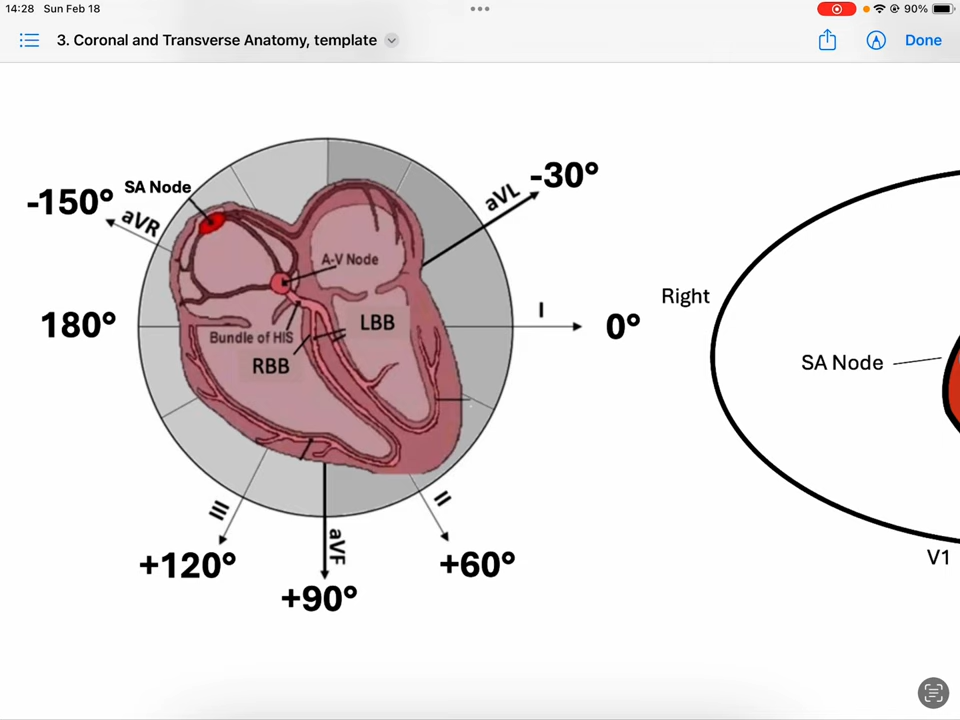 14:28 Sun Feb 18
90%
3. Coronal and Transverse Anatomy, template
Done
-150°
SA Node
aVR
-30°
aVL
A-V Node
180°
Bundle of HIS
LBB
RBB
I
0°
Right
SA Node
III
II
aVF
+120°
+60°
+90°
V1